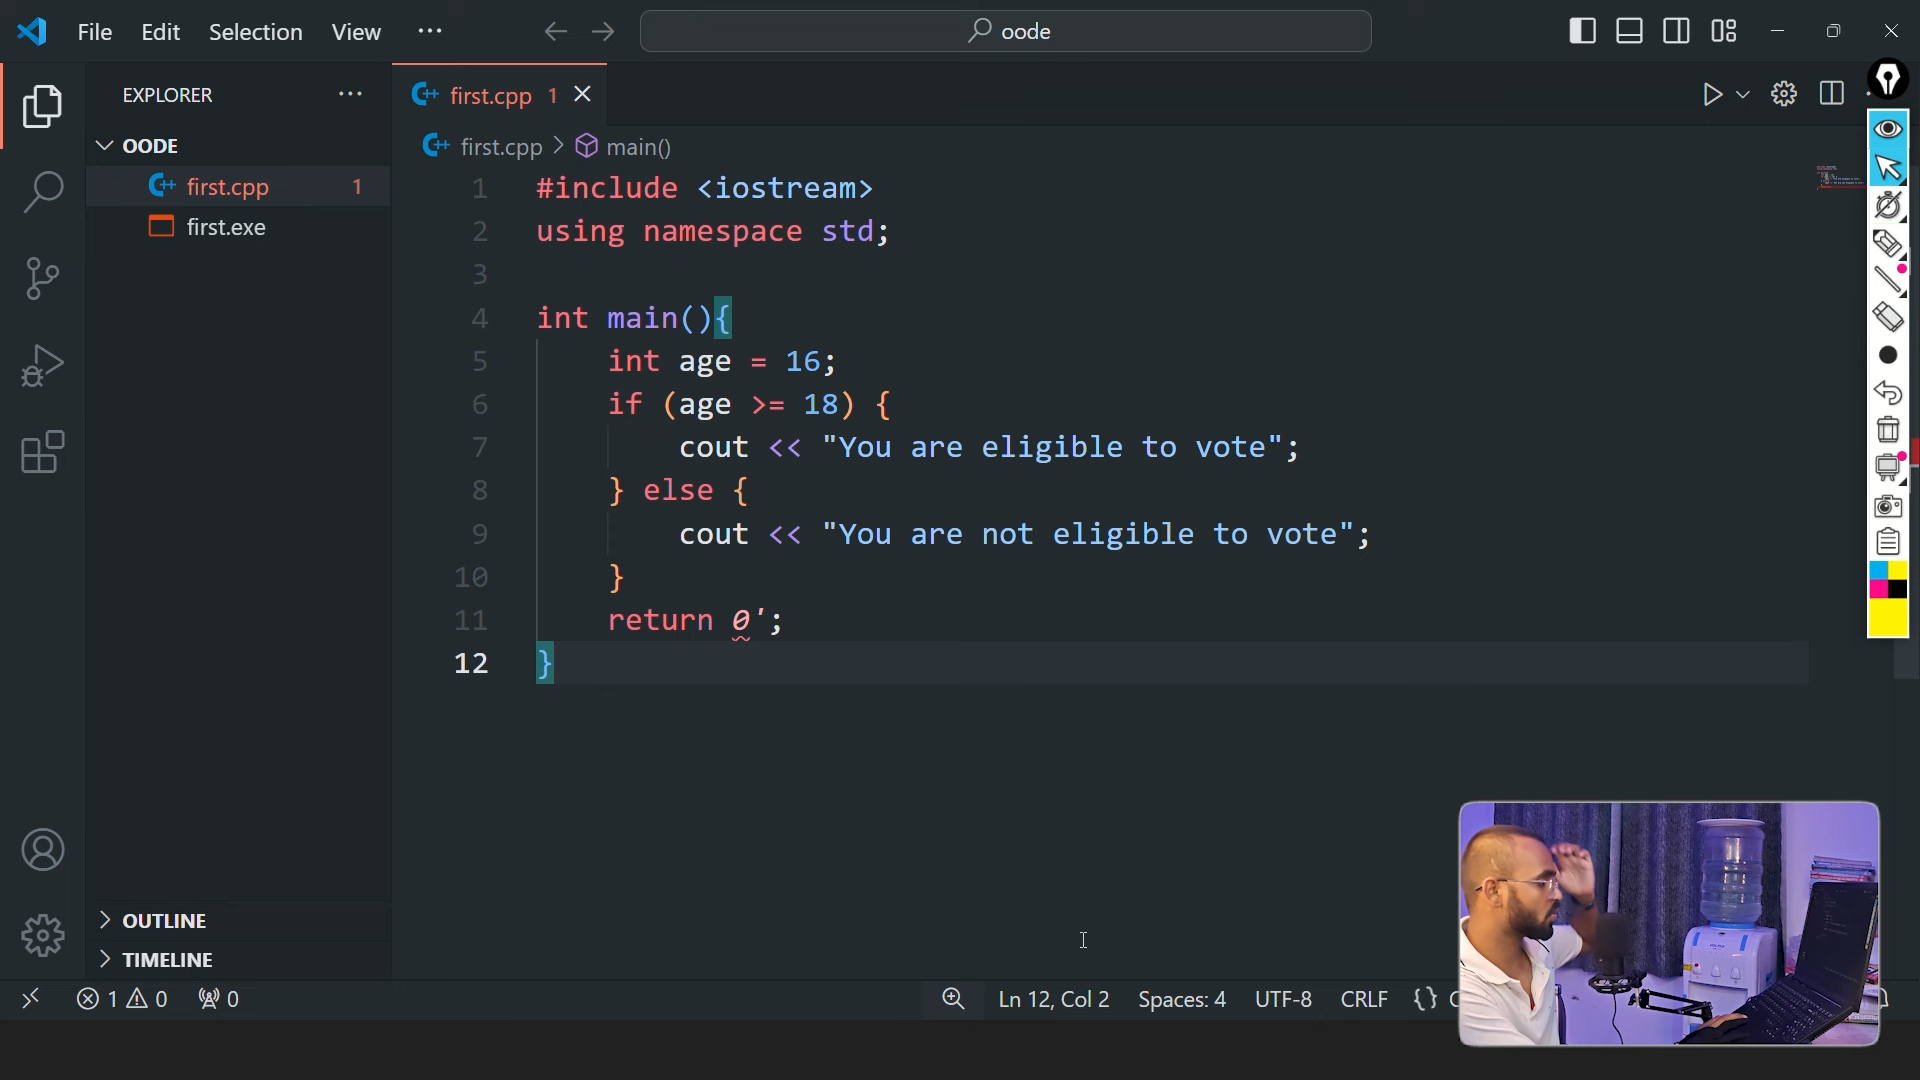 File Edit Selection View ··· oode
EXPLORER ···
OODE
first.cpp 1
first.exe
OUTLINE
TIMELINE
first.cpp 1
first.cpp > main()
1 #include <iostream>
2 using namespace std;
3
4 int main(){
5 int age = 16;
6 if (age >= 18) {
7 cout << "You are eligible to vote";
8 } else {
9 cout << "You are not eligible to vote";
10 }
11 return 0';
12 }
1 0 0 Ln 12, Col 2 Spaces: 4 UTF-8 CRLF {}